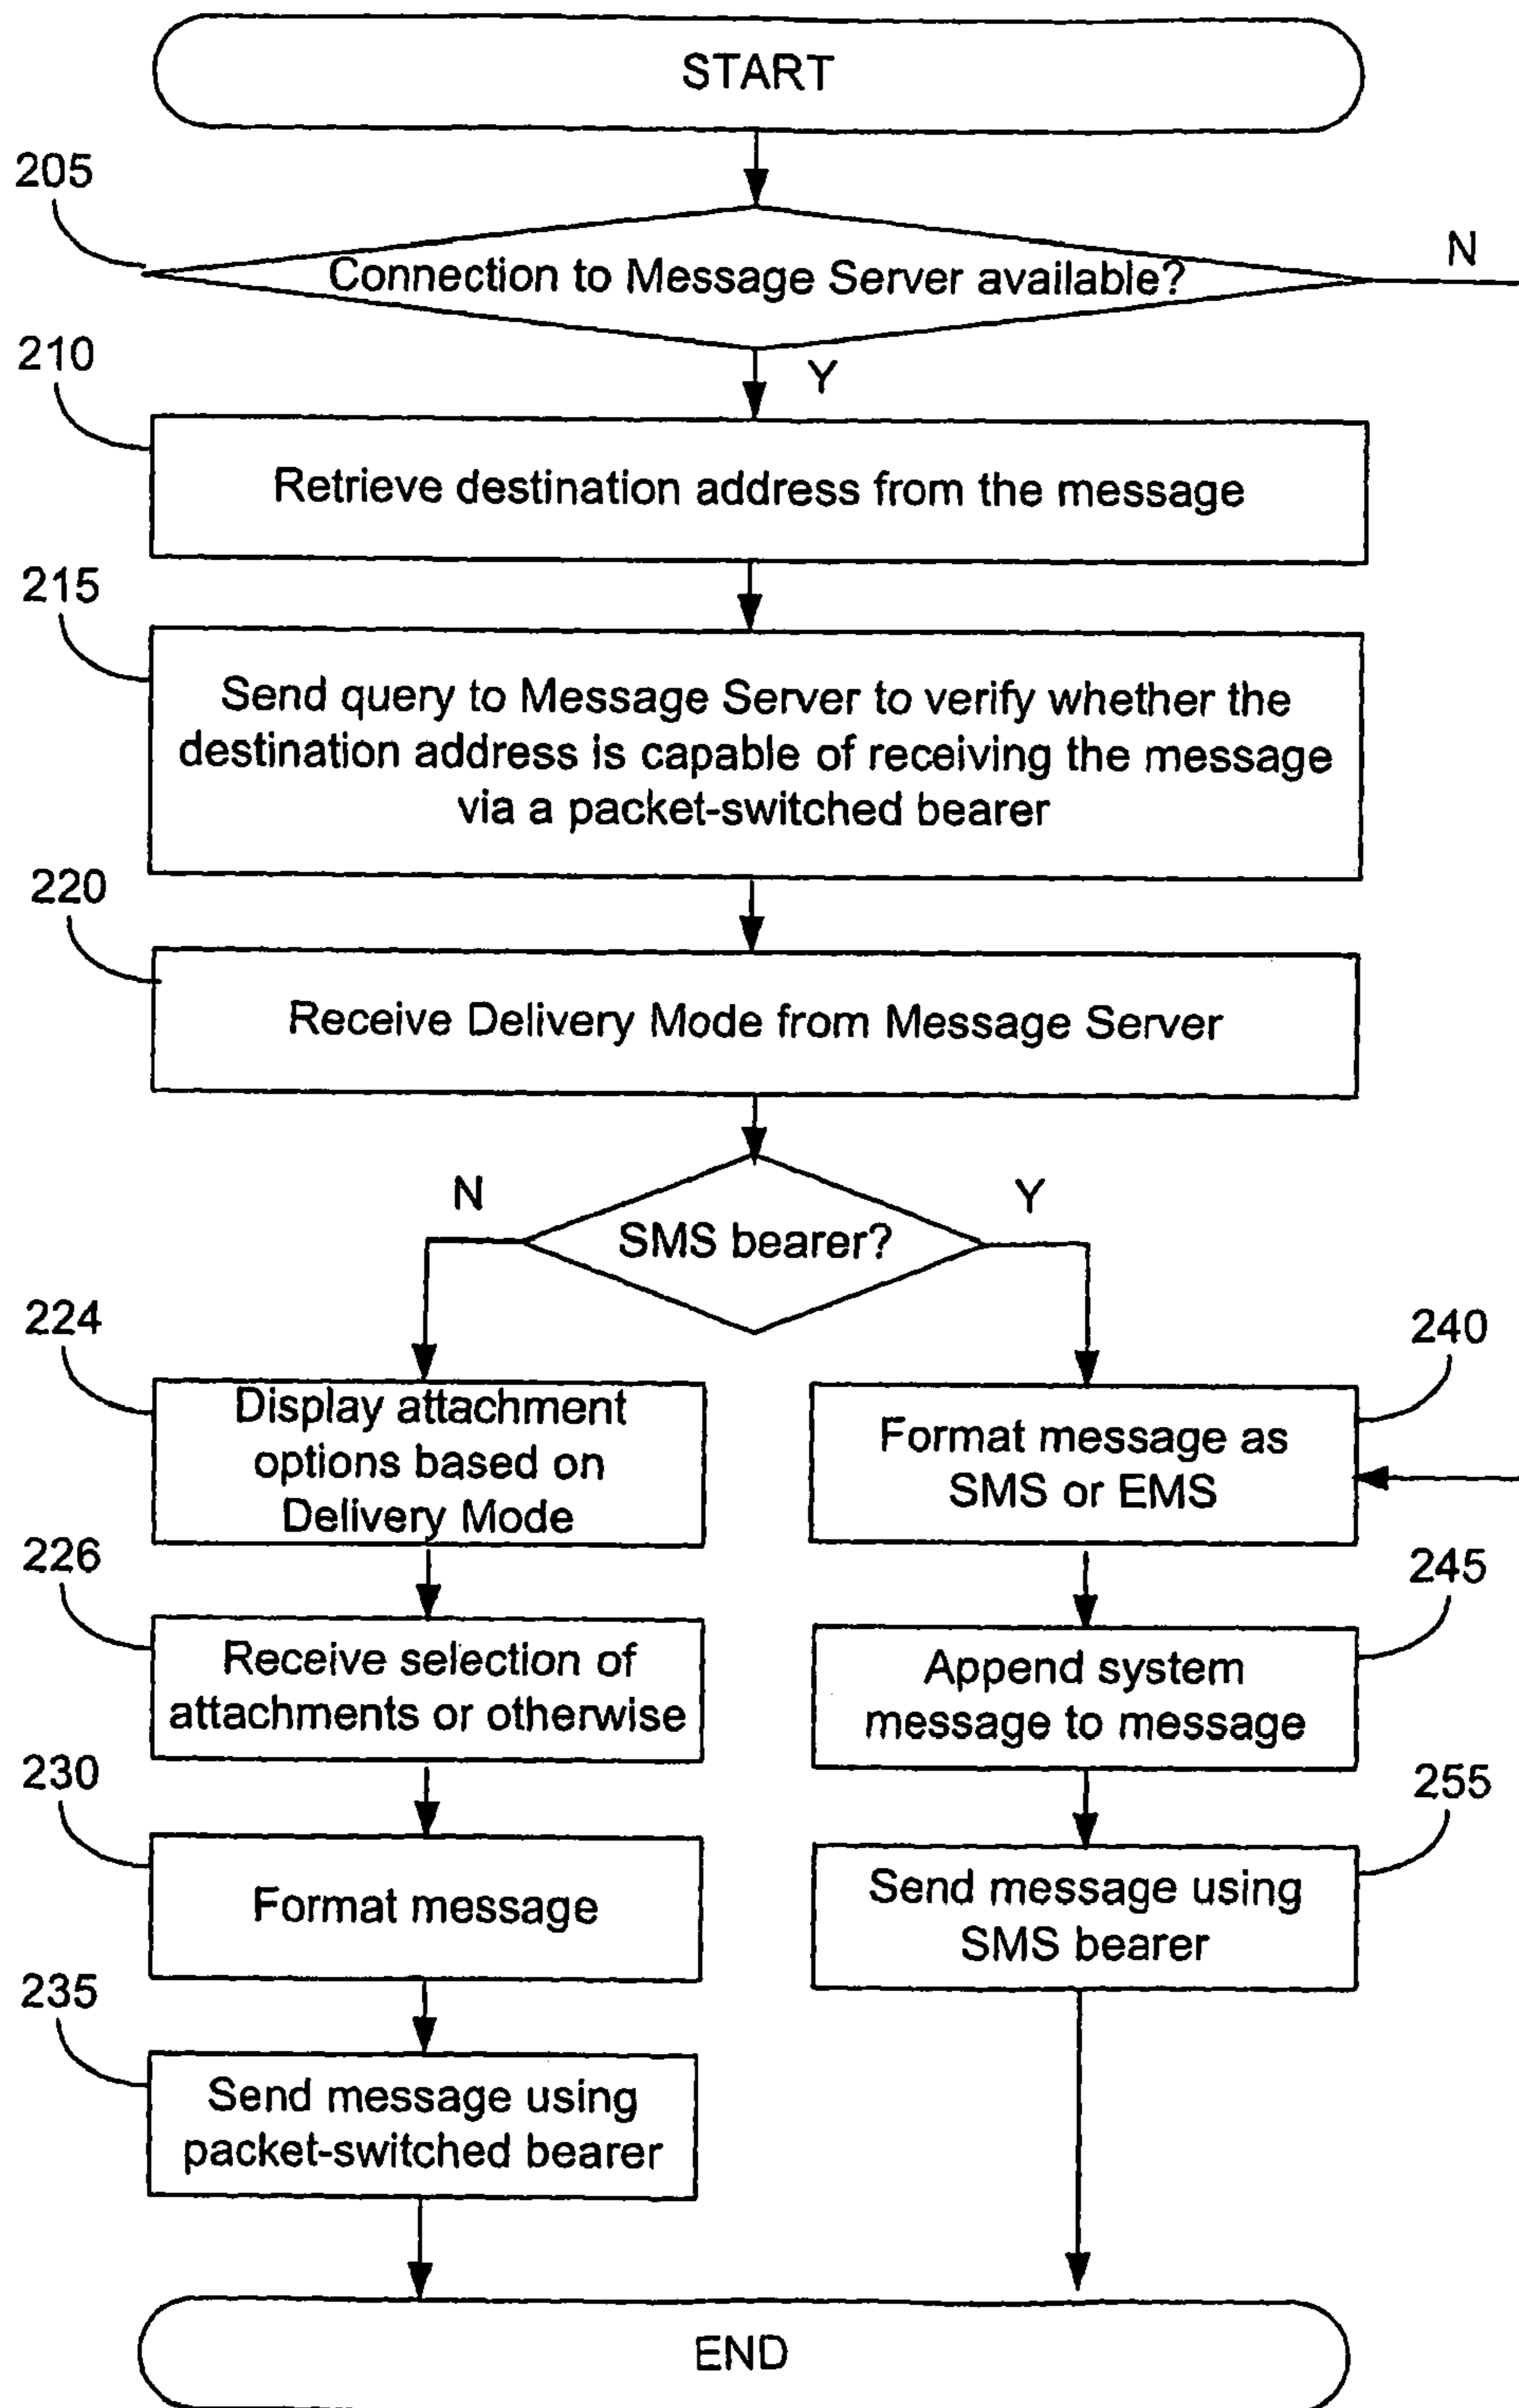 START
205
Connection to Message Server available?
N
Y
210
Retrieve destination address from the message
215
Send query to Message Server to verify whether the
destination address is capable of receiving the message
via a packet-switched bearer
220
Receive Delivery Mode from Message Server
N
Y
SMS bearer?
224
Display attachment
options based on
Delivery Mode
240
Format message as
SMS or EMS
226
Receive selection of
attachments or otherwise
245
Append system
message to message
230
Format message
255
Send message using
SMS bearer
235
Send message using
packet-switched bearer
END